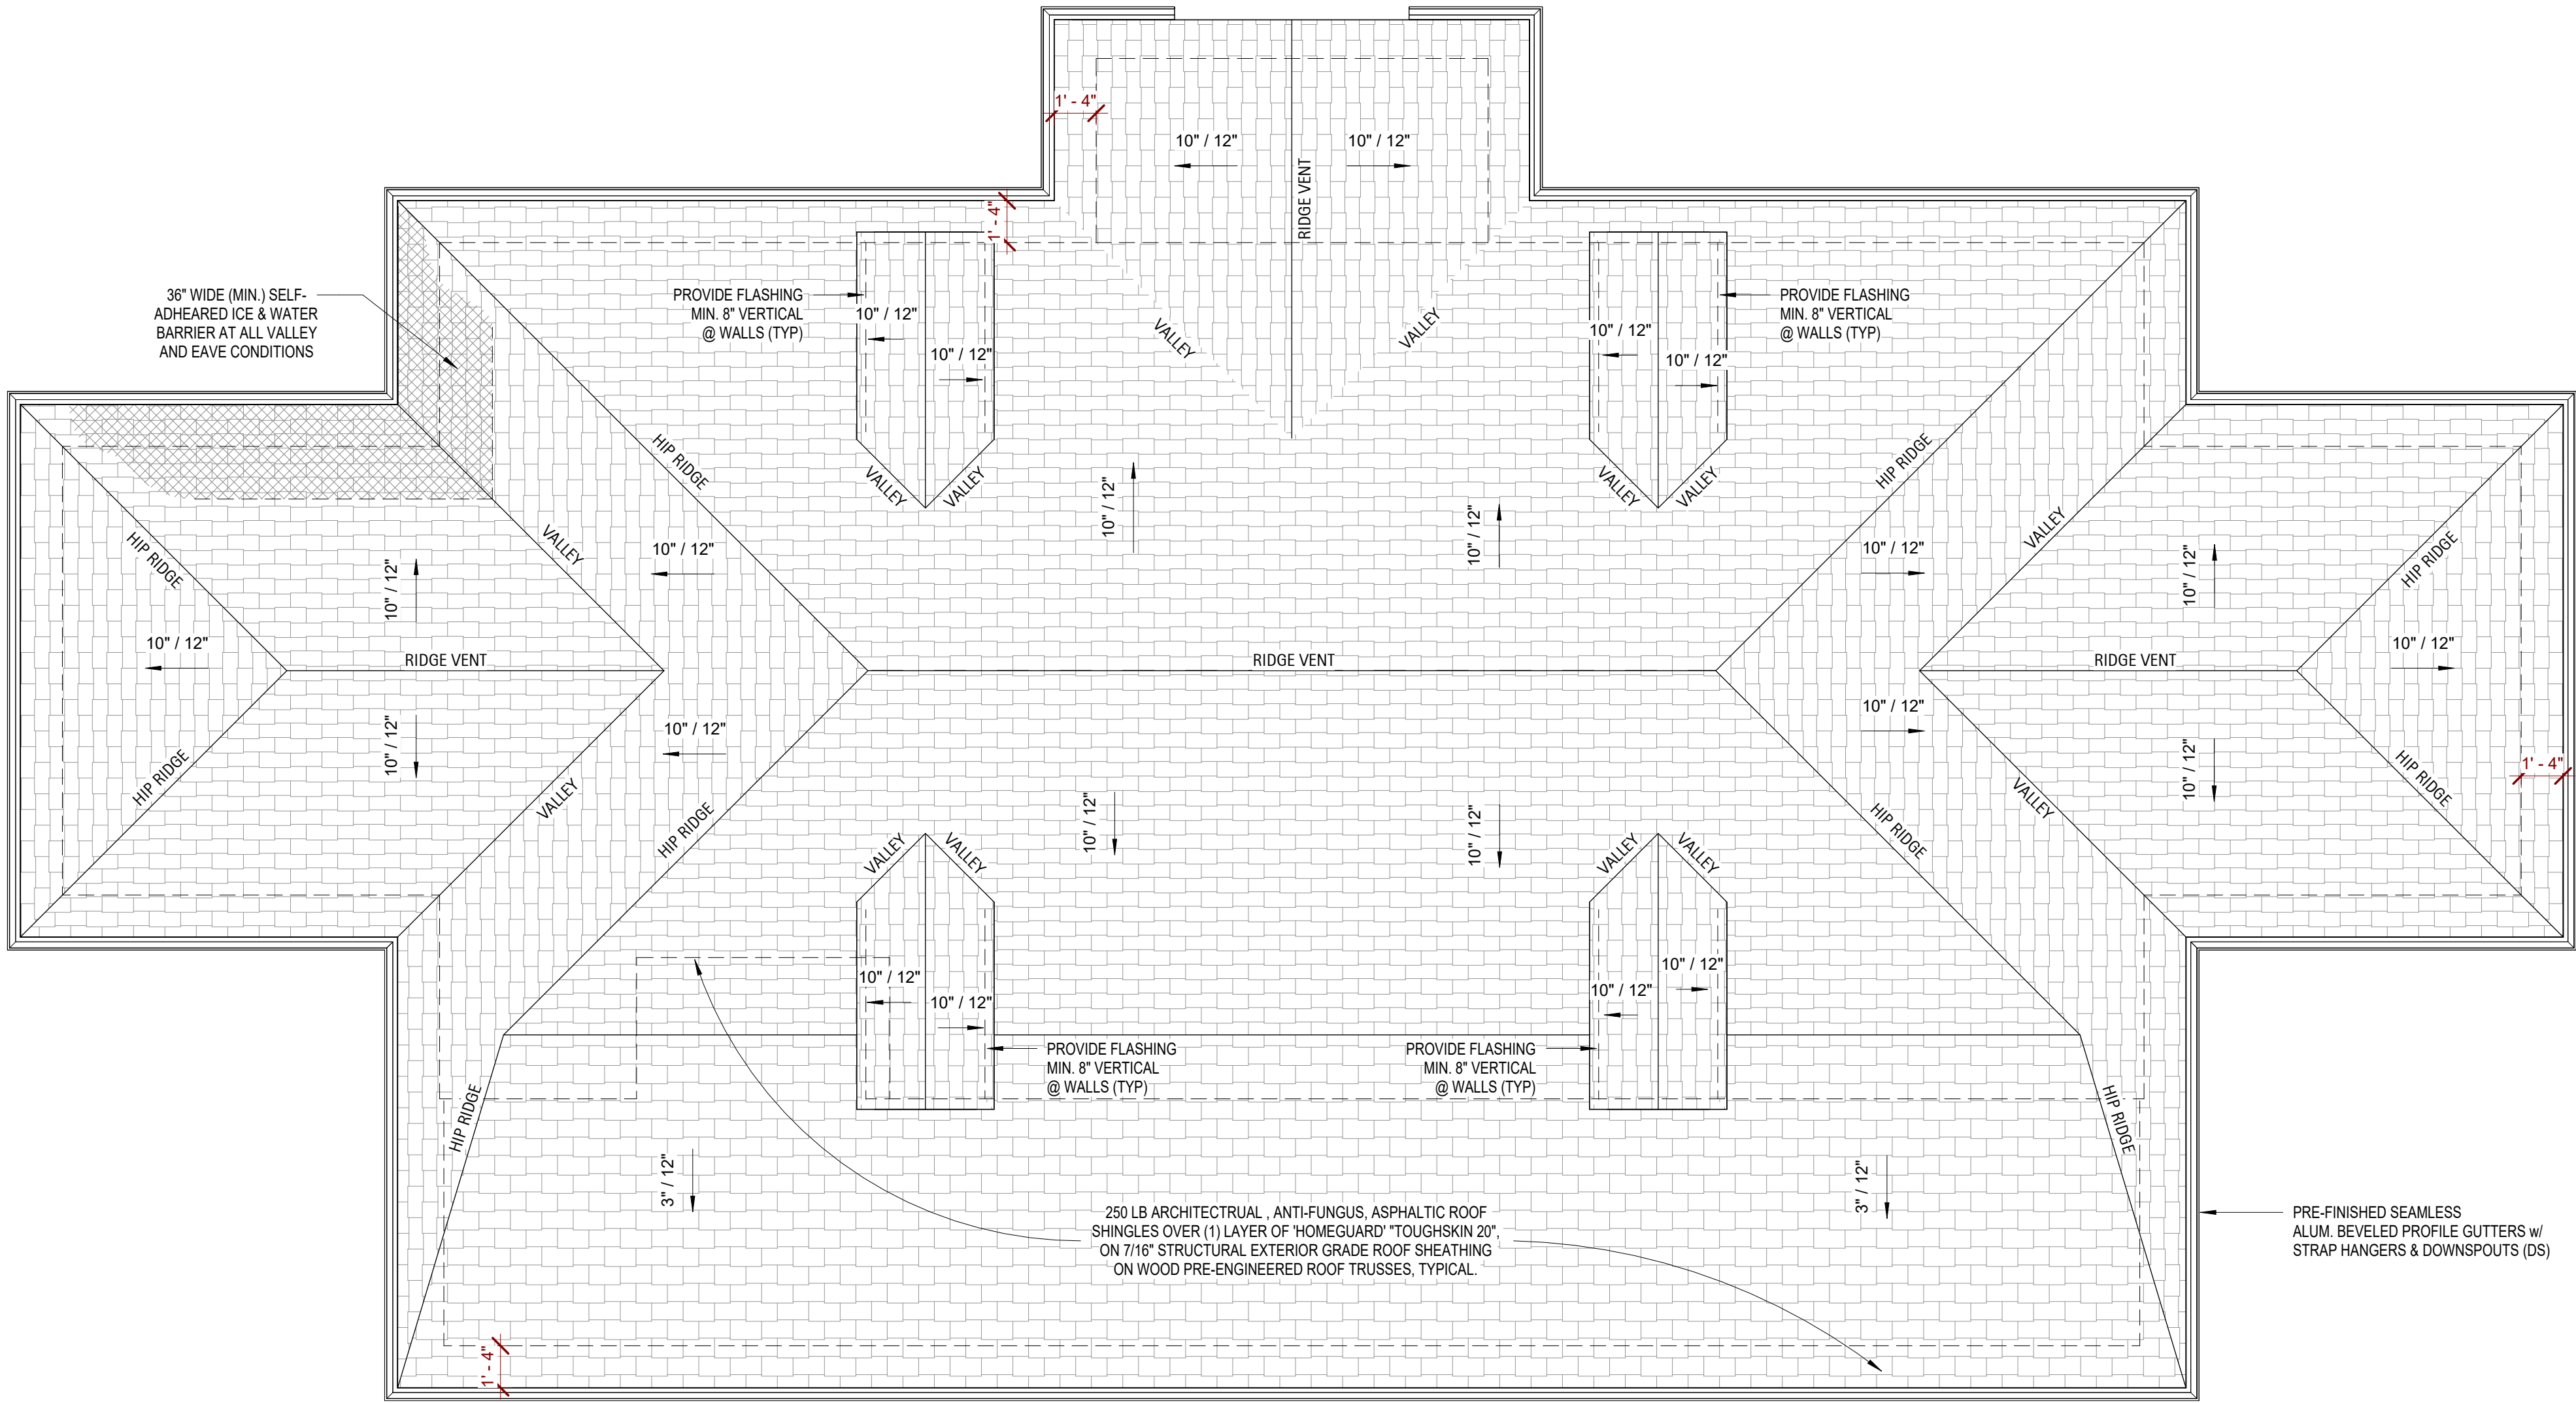 1' - 4"
10" / 12"
10" / 12"
RIDGE VENT
1' - 4"
36" WIDE (MIN.) SELF-
ADHEARED ICE & WATER
BARRIER AT ALL VALLEY
AND EAVE CONDITIONS
PROVIDE FLASHING
MIN. 8" VERTICAL
@ WALLS (TYP)
10" / 12"
10" / 12"
VALLEY
VALLEY
10" / 12"
10" / 12"
PROVIDE FLASHING
MIN. 8" VERTICAL
@ WALLS (TYP)
HIP RIDGE
VALLEY
VALLEY
VALLEY
VALLEY
HIP RIDGE
10" / 12"
10" / 12"
HIP RIDGE
VALLEY
10" / 12"
10" / 12"
VALLEY
HIP RIDGE
10" / 12"
10" / 12"
10" / 12"
10" / 12"
RIDGE VENT
RIDGE VENT
RIDGE VENT
10" / 12"
10" / 12"
10" / 12"
10" / 12"
HIP RIDGE
VALLEY
HIP RIDGE
10" / 12"
10" / 12"
HIP RIDGE
VALLEY
10" / 12"
HIP RIDGE
1' - 4"
VALLEY
VALLEY
VALLEY
VALLEY
10" / 12"
10" / 12"
10" / 12"
10" / 12"
PROVIDE FLASHING
MIN. 8" VERTICAL
@ WALLS (TYP)
PROVIDE FLASHING
MIN. 8" VERTICAL
@ WALLS (TYP)
HIP RIDGE
HIP RIDGE
3" / 12"
3" / 12"
250 LB ARCHITECTRUAL , ANTI-FUNGUS, ASPHALTIC ROOF
SHINGLES OVER (1) LAYER OF 'HOMEGUARD' "TOUGHSKIN 20",
ON 7/16" STRUCTURAL EXTERIOR GRADE ROOF SHEATHING
ON WOOD PRE-ENGINEERED ROOF TRUSSES, TYPICAL.
PRE-FINISHED SEAMLESS
ALUM. BEVELED PROFILE GUTTERS w/
STRAP HANGERS & DOWNSPOUTS (DS)
1' - 4"